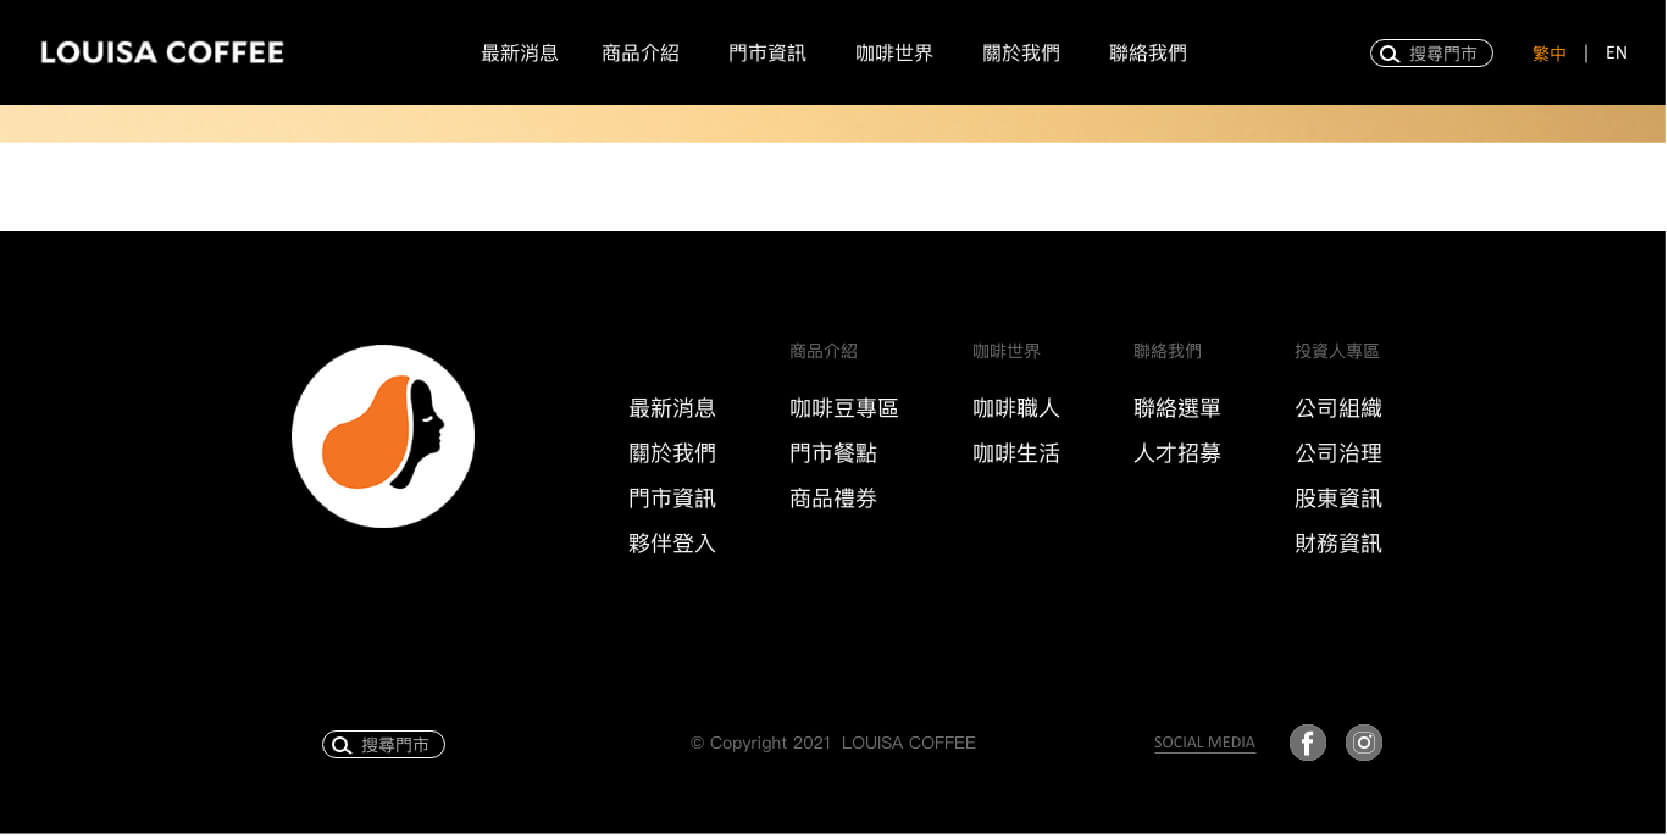 LOUISA COFFEE
最新消息 商品介紹 門市資訊 咖啡世界 關於我們 聯絡我們
搜尋門市
繁中 | EN
商品介紹 咖啡世界 聯絡我們 投資人專區
最新消息 咖啡豆專區 咖啡職人 聯絡選單 公司組織
關於我們 門市餐點 咖啡生活 人才招募 公司治理
門市資訊 商品禮券 股東資訊
夥伴登入 財務資訊
搜尋門市
© Copyright 2021 LOUISA COFFEE
SOCIAL MEDIA